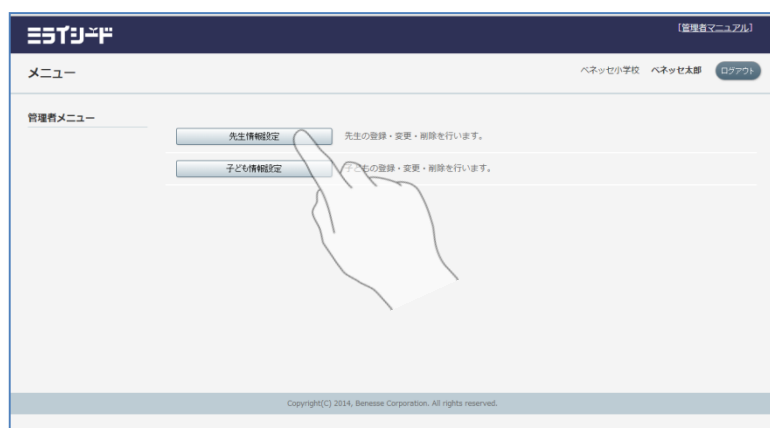 ミライシード
[管理者マニュアル]
メニュー
ベネッセ小学校 ベネッセ太郎 ログアウト
管理者メニュー
先生情報設定 先生の登録・変更・削除を行います。
子ども情報設定 子どもの登録・変更・削除を行います。
Copyright(C) 2014, Benesse Corporation. All rights reserved.